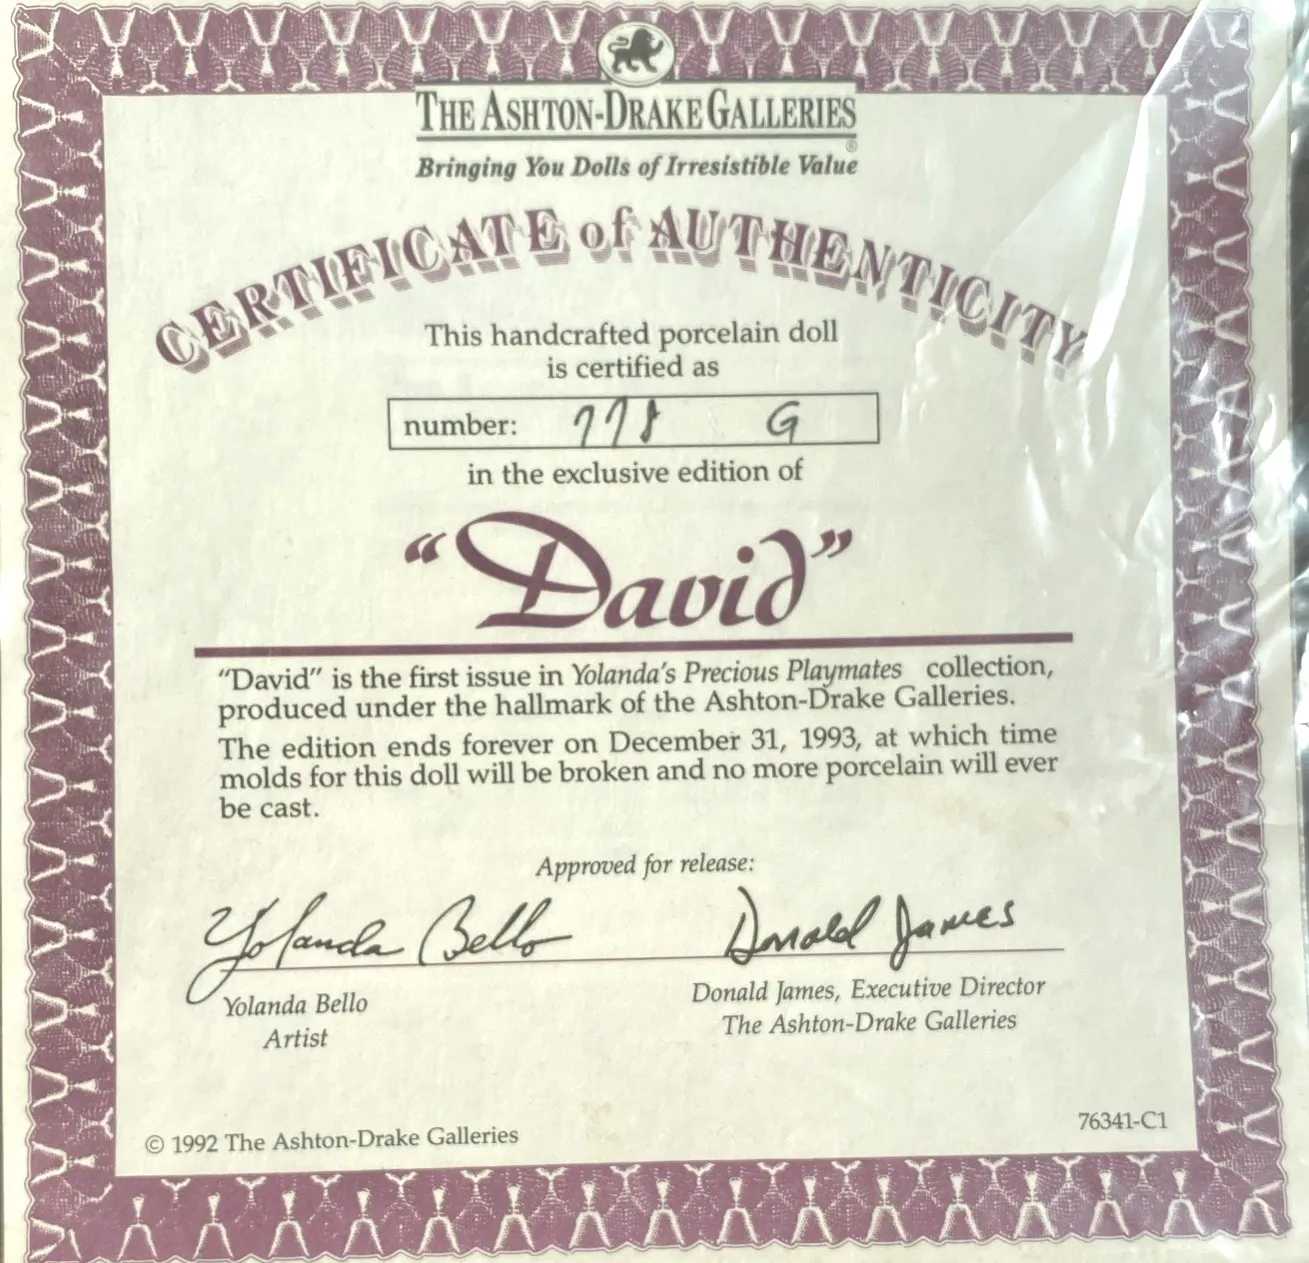 THE ASHTON-DRAKE GALLERIES
Bringing You Dolls of Irresistible Value®
CERTIFICATE of AUTHENTICITY
This handcrafted porcelain doll
is certified as
number: 778 G
in the exclusive edition of
“David”
“David” is the first issue in Yolanda’s Precious Playmates collection,
produced under the hallmark of the Ashton-Drake Galleries.
The edition ends forever on December 31, 1993, at which time
molds for this doll will be broken and no more porcelain will ever
be cast.
Approved for release:
Yolanda Bello Donald James
Yolanda Bello
Artist
Donald James, Executive Director
The Ashton-Drake Galleries
© 1992 The Ashton-Drake Galleries
76341-C1